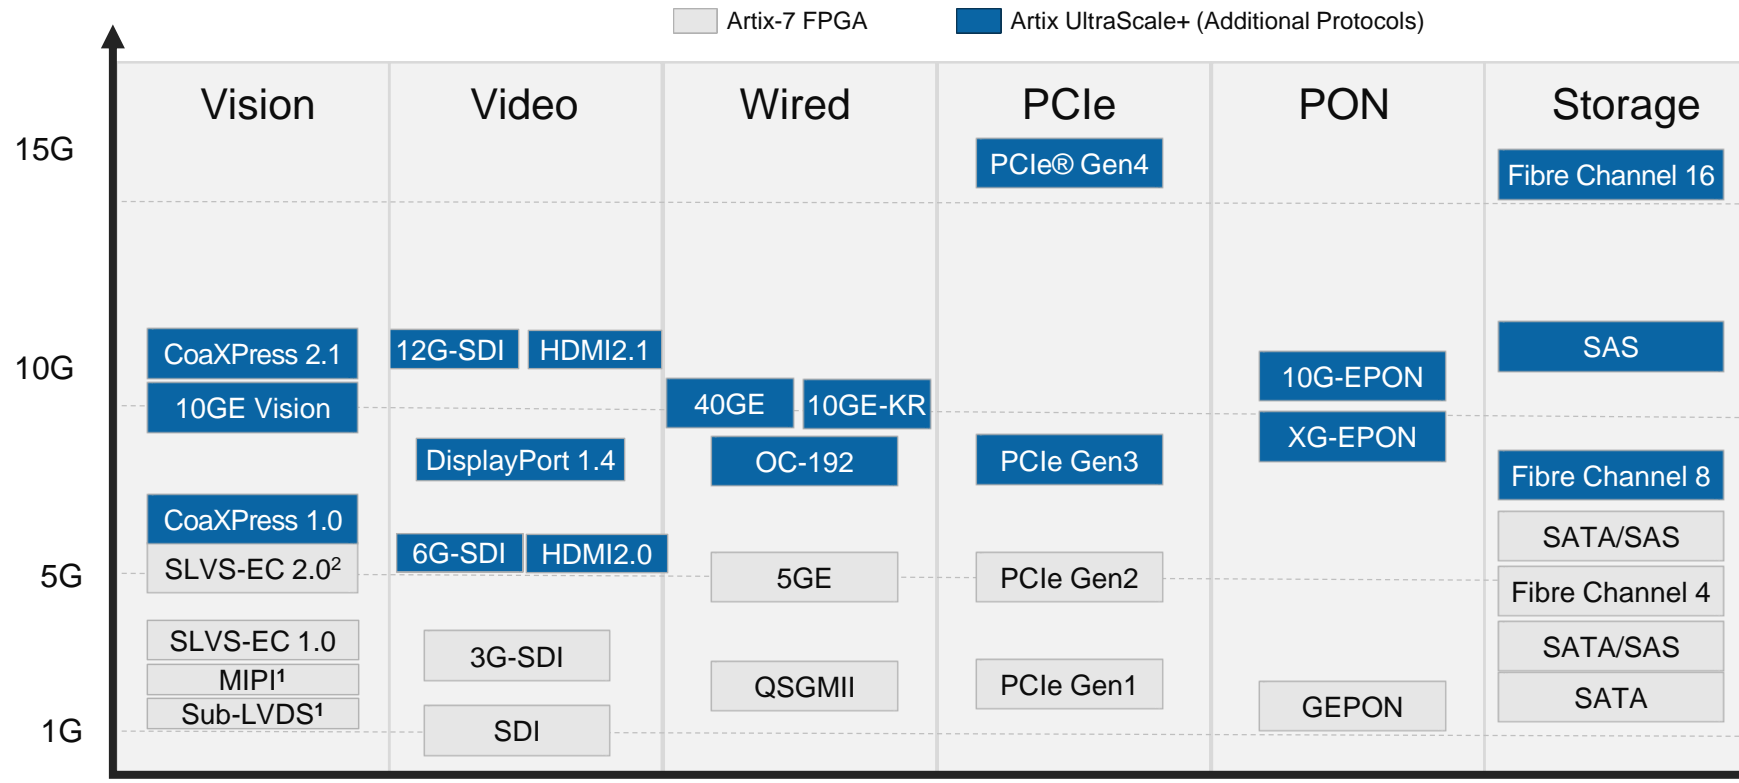 Artix-7 FPGA
Artix UltraScale+ (Additional Protocols)
Vision
Video
Wired
PCIe
PON
Storage
15G
10G
5G
1G
CoaXPress 2.1
10GE Vision
CoaXPress 1.0
SLVS-EC 2.0²
SLVS-EC 1.0
MIPI¹
Sub-LVDS¹
12G-SDI
HDMI2.1
DisplayPort 1.4
6G-SDI
HDMI2.0
3G-SDI
SDI
40GE
10GE-KR
OC-192
5GE
QSGMII
PCIe® Gen4
PCIe Gen3
PCIe Gen2
PCIe Gen1
10G-EPON
XG-EPON
GEPON
Fibre Channel 16
SAS
Fibre Channel 8
SATA/SAS
Fibre Channel 4
SATA/SAS
SATA